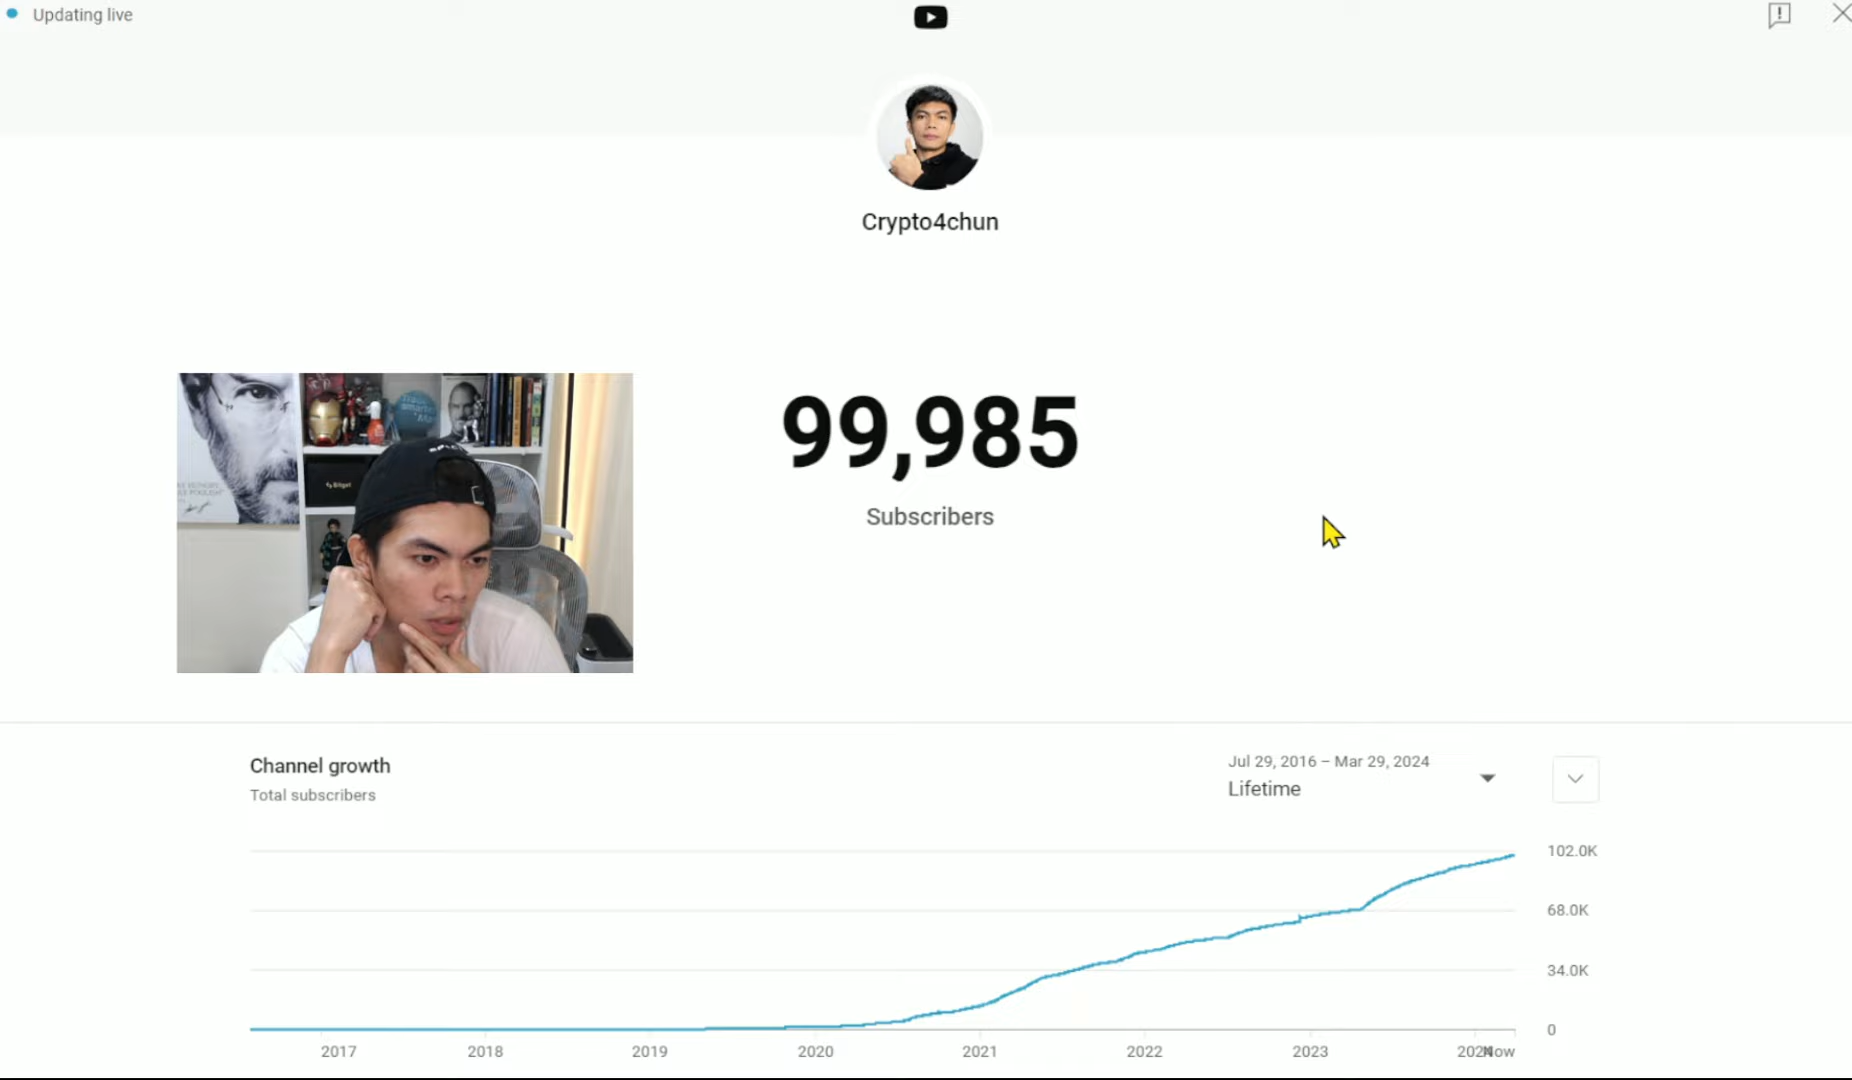 Updating live
Crypto4chun
99,985
Subscribers
Bitget
Channel growth
Total subscribers
Jul 29, 2016 – Mar 29, 2024
Lifetime
102.0K
68.0K
34.0K
0
2017 2018 2019 2020 2021 2022 2023 2024 Now